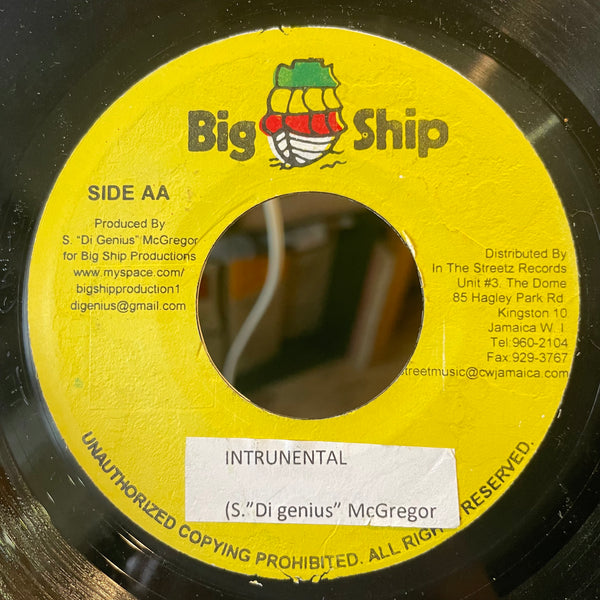 Big Ship
SIDE AA
Produced By
S. "Di Genius" McGregor
for Big Ship Productions
www.myspace.com/
bigshipproduction1
digenius@gmail.com
Distributed By
In The Streetz Records
Unit #3. The Dome
85 Hagley Park Rd
Kingston 10
Jamaica W. I
Tel:960-2104
Fax.929-3767
streetmusic@cwjamaica.com
INTRUNENTAL
(S."Di genius" McGregor
UNAUTHORIZED COPYING PROHIBITED. ALL RIGHTS RESERVED.